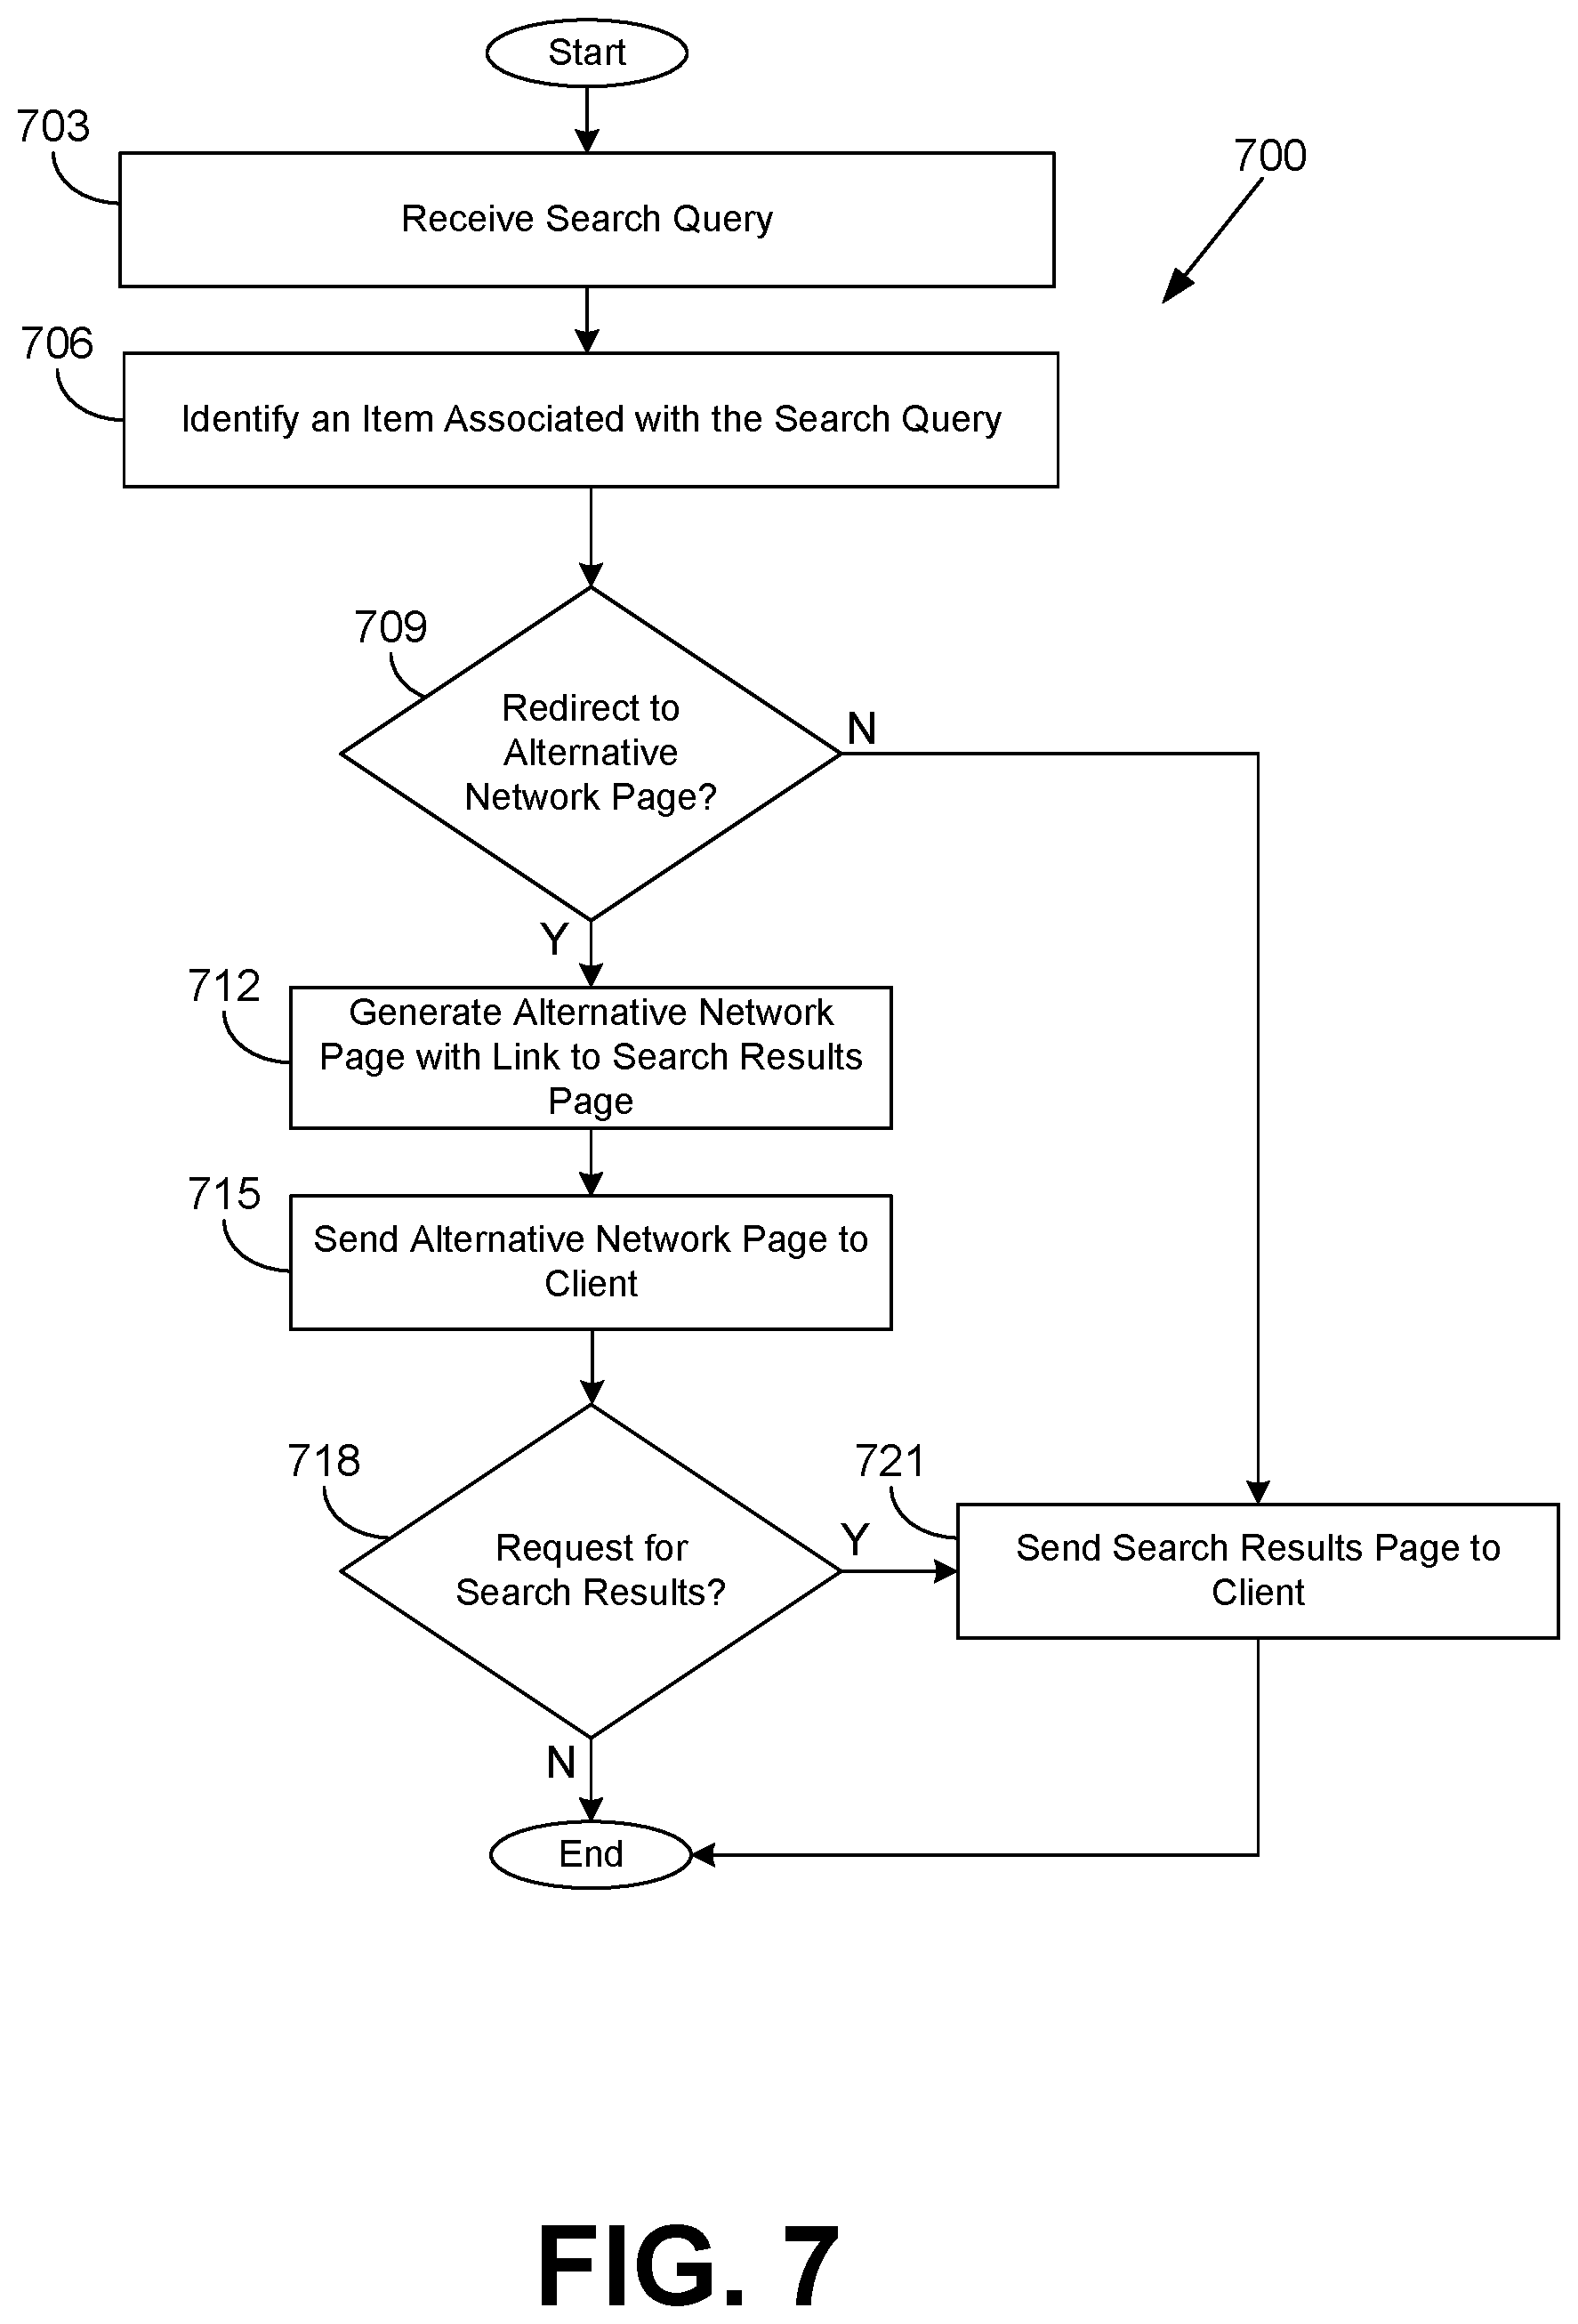 Start
703
700
Receive Search Query
706
Identify an Item Associated with the Search Query
709
Redirect to
Alternative
Network Page?
N
Y
712
Generate Alternative Network
Page with Link to Search Results
Page
715
Send Alternative Network Page to
Client
718
Request for
Search Results?
Y
721
Send Search Results Page to
Client
N
End
FIG. 7